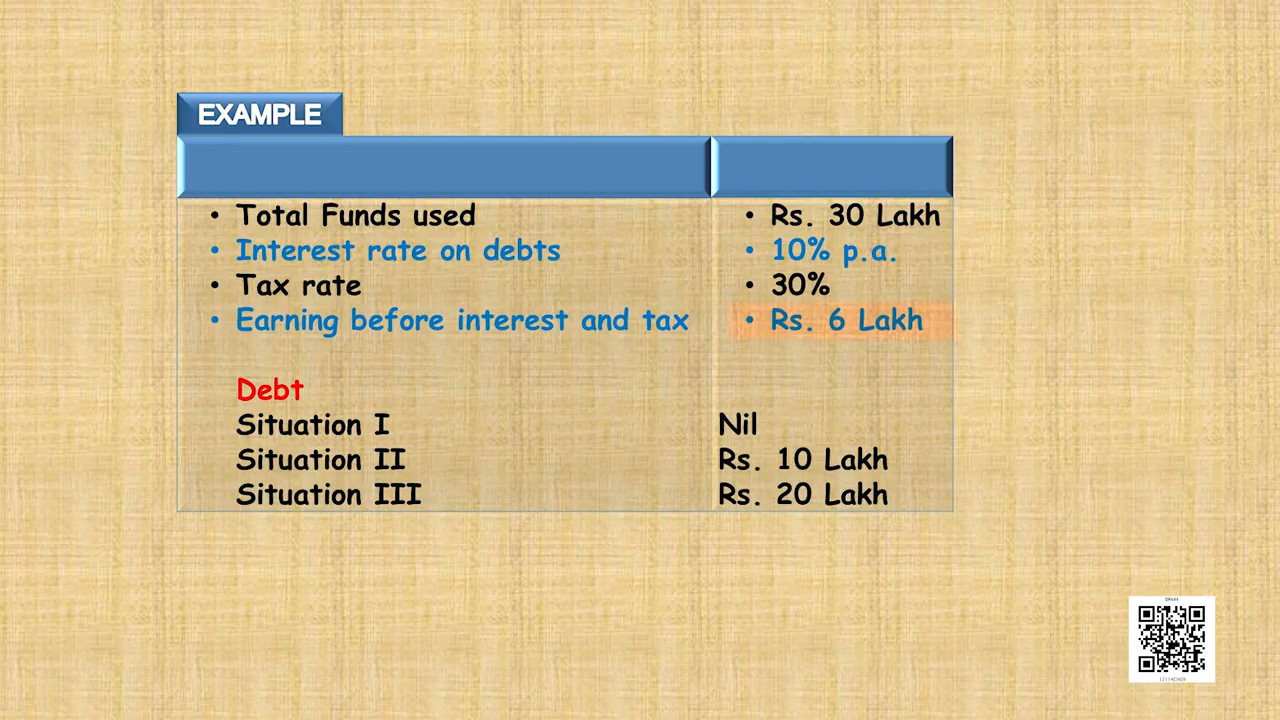 EXAMPLE
• Total Funds used • Rs. 30 Lakh
• Interest rate on debts • 10% p.a.
• Tax rate • 30%
• Earning before interest and tax • Rs. 6 Lakh
Debt
Situation I Nil
Situation II Rs. 10 Lakh
Situation III Rs. 20 Lakh
12114CH09